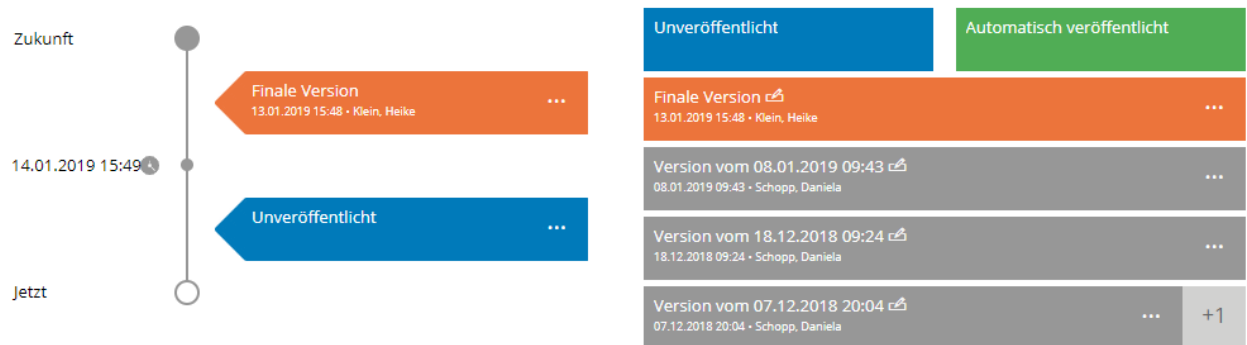 Zukunft
Finale Version
13.01.2019 15:48 • Klein, Heike
14.01.2019 15:49
Unveröffentlicht
Jetzt
Unveröffentlicht
Automatisch veröffentlicht
Finale Version
13.01.2019 15:48 • Klein, Heike
Version vom 08.01.2019 09:43
08.01.2019 09:43 • Schopp, Daniela
Version vom 18.12.2018 09:24
18.12.2018 09:24 • Schopp, Daniela
Version vom 07.12.2018 20:04
07.12.2018 20:04 • Schopp, Daniela
+1